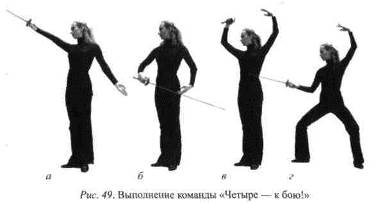 а б в г
Рис. 49. Выполнение команды «Четыре — к бою!»